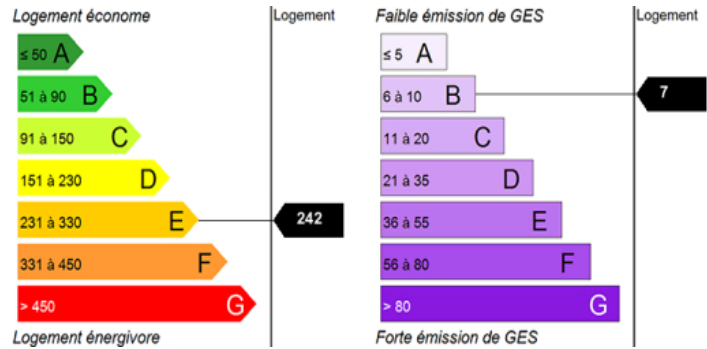 Logement économe
Logement
≤ 50 A
51 à 90 B
91 à 150 C
151 à 230 D
231 à 330 E
242
331 à 450 F
> 450 G
Logement énergivore
Faible émission de GES
Logement
≤ 5 A
6 à 10 B
7
11 à 20 C
21 à 35 D
36 à 55 E
56 à 80 F
> 80 G
Forte émission de GES